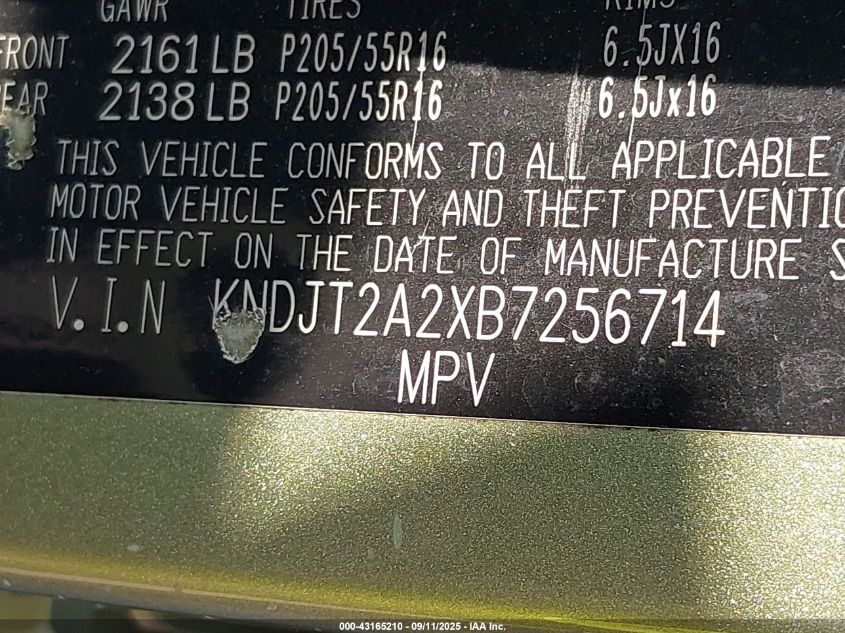 GAWR TIRES RIMS
FRONT 2161LB P205/55R16 6.5JX16
REAR 2138LB P205/55R16 6.5Jx16
THIS VEHICLE CONFORMS TO ALL APPLICABLE
MOTOR VEHICLE SAFETY AND THEFT PREVENTIO
IN EFFECT ON THE DATE OF MANUFACTURE S
V.I.N KNDJT2A2XB7256714
MPV
000-43165210 - 09/11/2025 - IAA Inc.